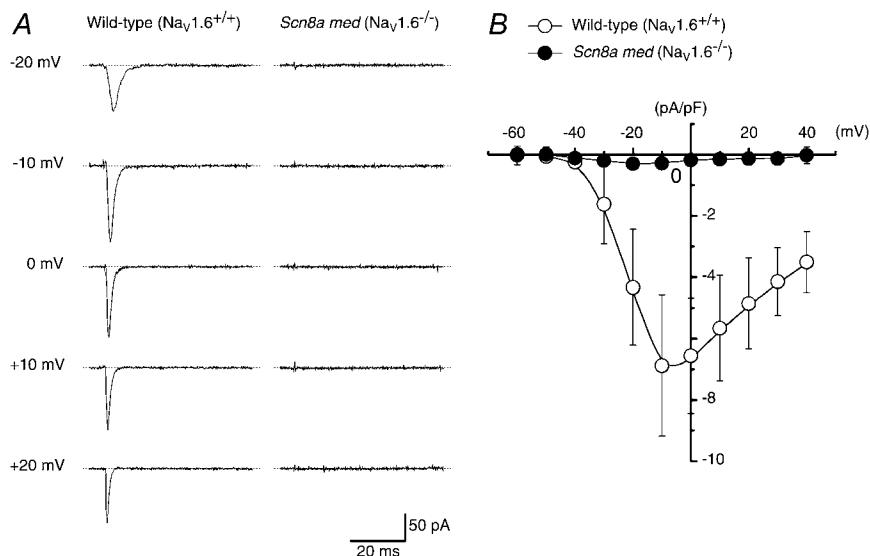 A
Wild-type (NaV1.6+/+)
Scn8a med (NaV1.6-/-)
-20 mV
-10 mV
0 mV
+10 mV
+20 mV
50 pA
20 ms
B
Wild-type (NaV1.6+/+)
Scn8a med (NaV1.6-/-)
(pA/pF)
-60 -40 -20 0 20 40 (mV)
0
-2
-4
-6
-8
-10